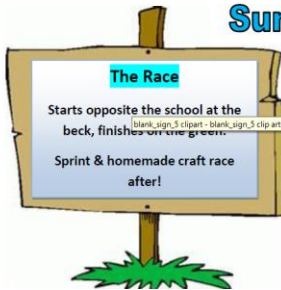 Sun
The Race
Starts opposite the school at the
blank_sign_5 clipart - blank_sign_5 clip art
beck, finishes on the green!
Sprint & homemade craft race
after!